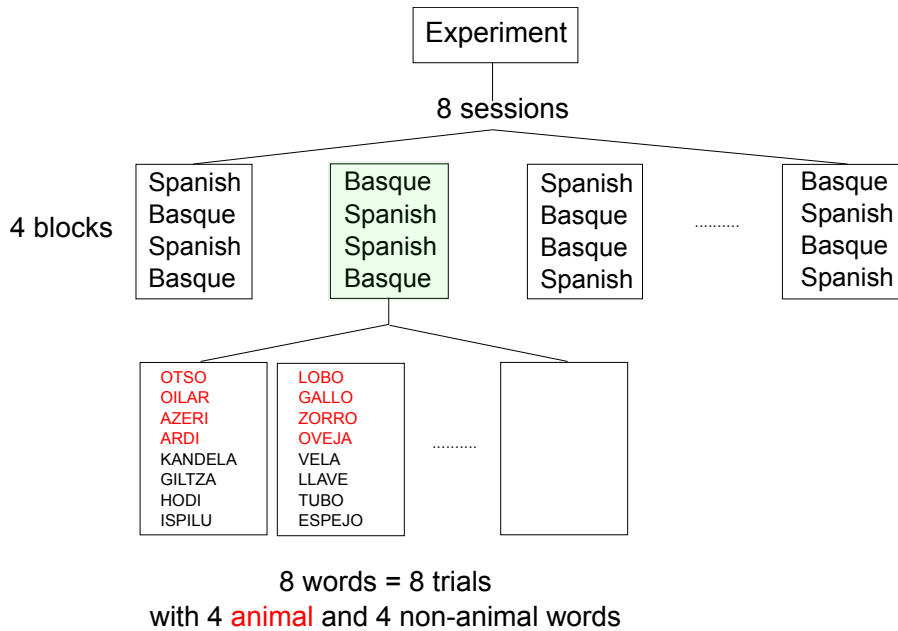 Experiment
8 sessions
4 blocks
Spanish
Basque
Spanish
Basque
Basque
Spanish
Spanish
Basque
Spanish
Basque
Basque
Spanish
..........
Basque
Spanish
Basque
Spanish
OTSO
OILAR
AZERI
ARDI
KANDELA
GILTZA
HODI
ISPILU
LOBO
GALLO
ZORRO
OVEJA
VELA
LLAVE
TUBO
ESPEJO
..........
8 words = 8 trials
with 4 animal and 4 non-animal words